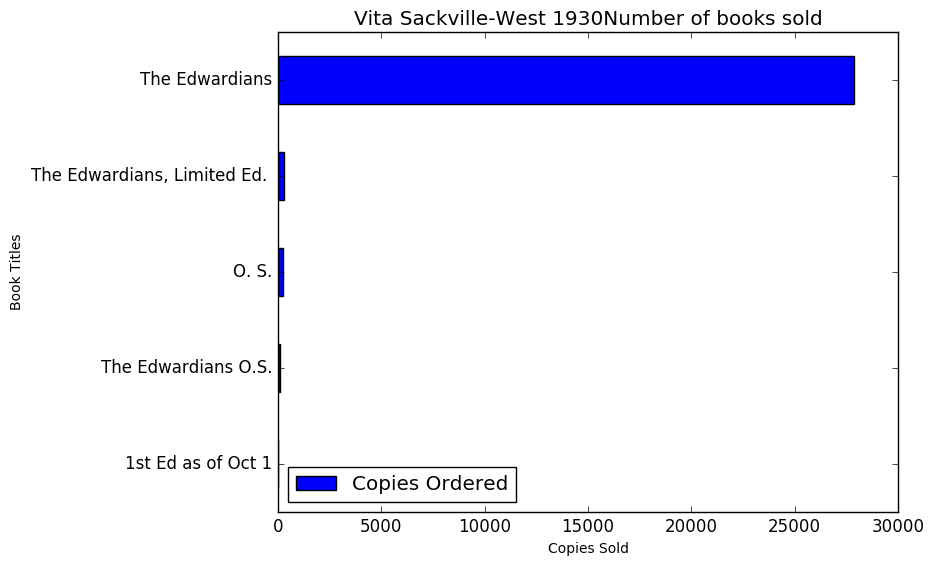 Vita Sackville-West 1930Number of books sold
Book Titles
The Edwardians
The Edwardians, Limited Ed.
O. S.
The Edwardians O.S.
1st Ed as of Oct 1
Copies Ordered
0 5000 10000 15000 20000 25000 30000
Copies Sold